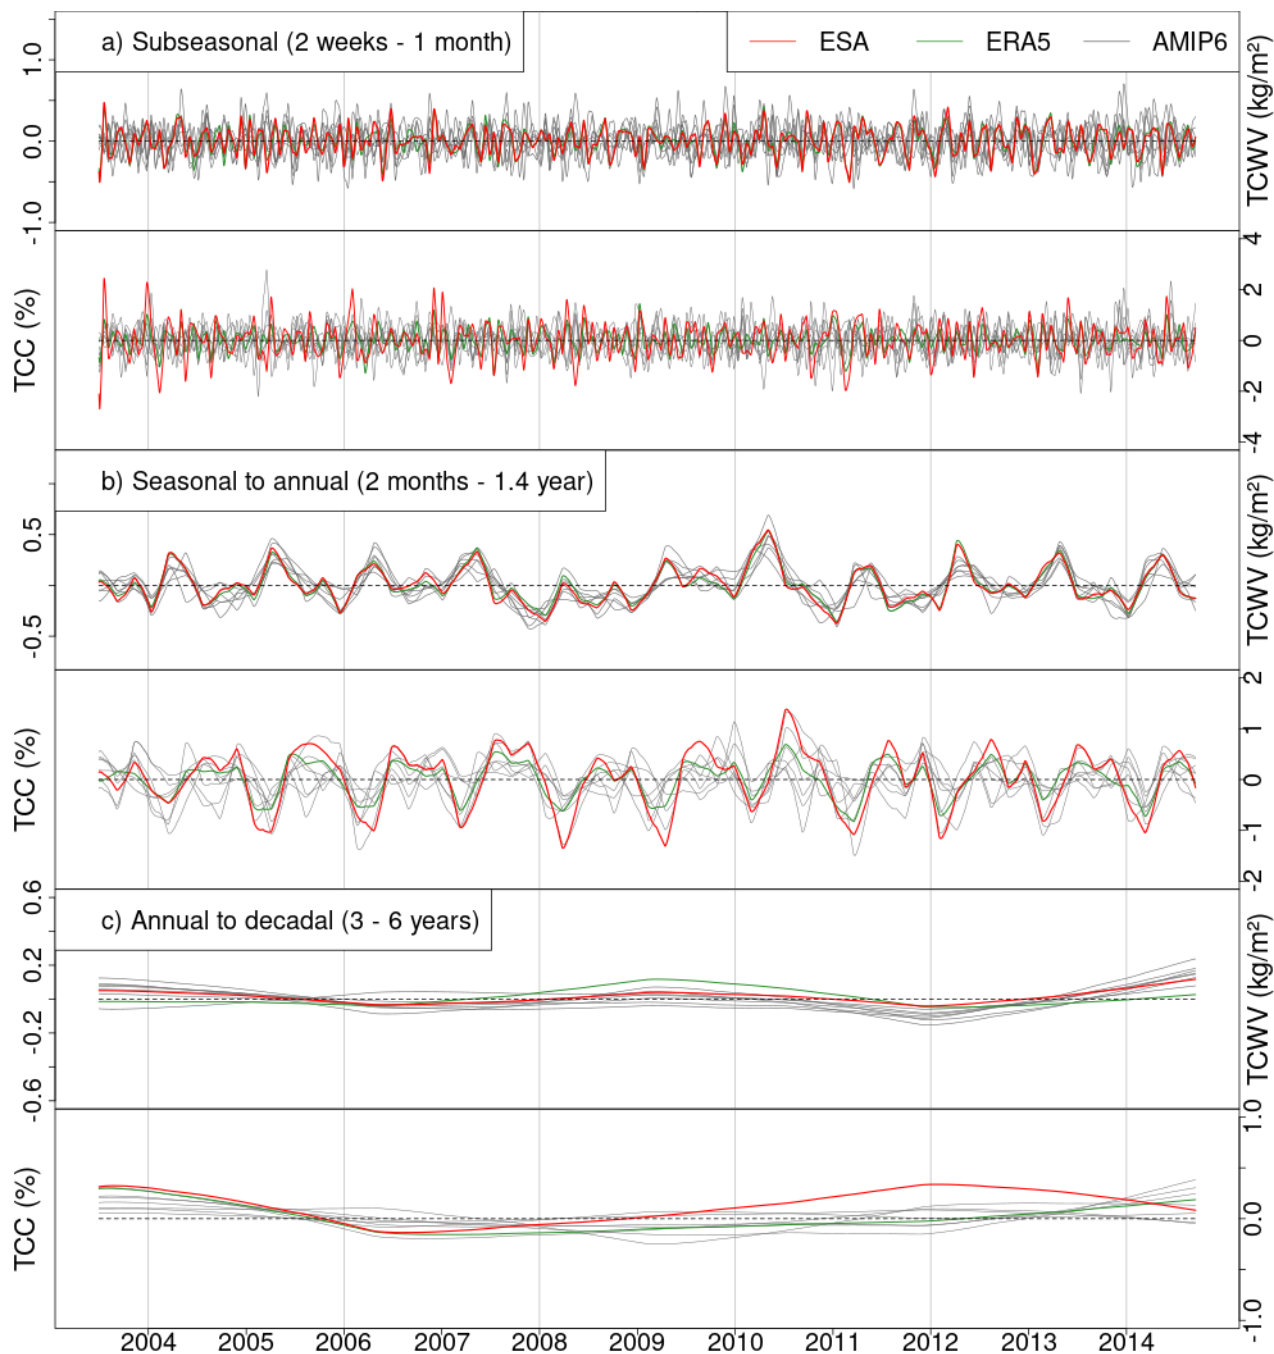 a) Subseasonal (2 weeks - 1 month)
ESA
ERA5
AMIP6
1.0
0.0
-1.0
TCWV (kg/m²)
TCC (%)
4
2
0
-2
-4
b) Seasonal to annual (2 months - 1.4 year)
0.5
-0.5
TCWV (kg/m²)
TCC (%)
2
1
0
-1
-2
c) Annual to decadal (3 - 6 years)
0.6
0.2
-0.2
-0.6
TCWV (kg/m²)
TCC (%)
1.0
0.0
-1.0
2004 2005 2006 2007 2008 2009 2010 2011 2012 2013 2014